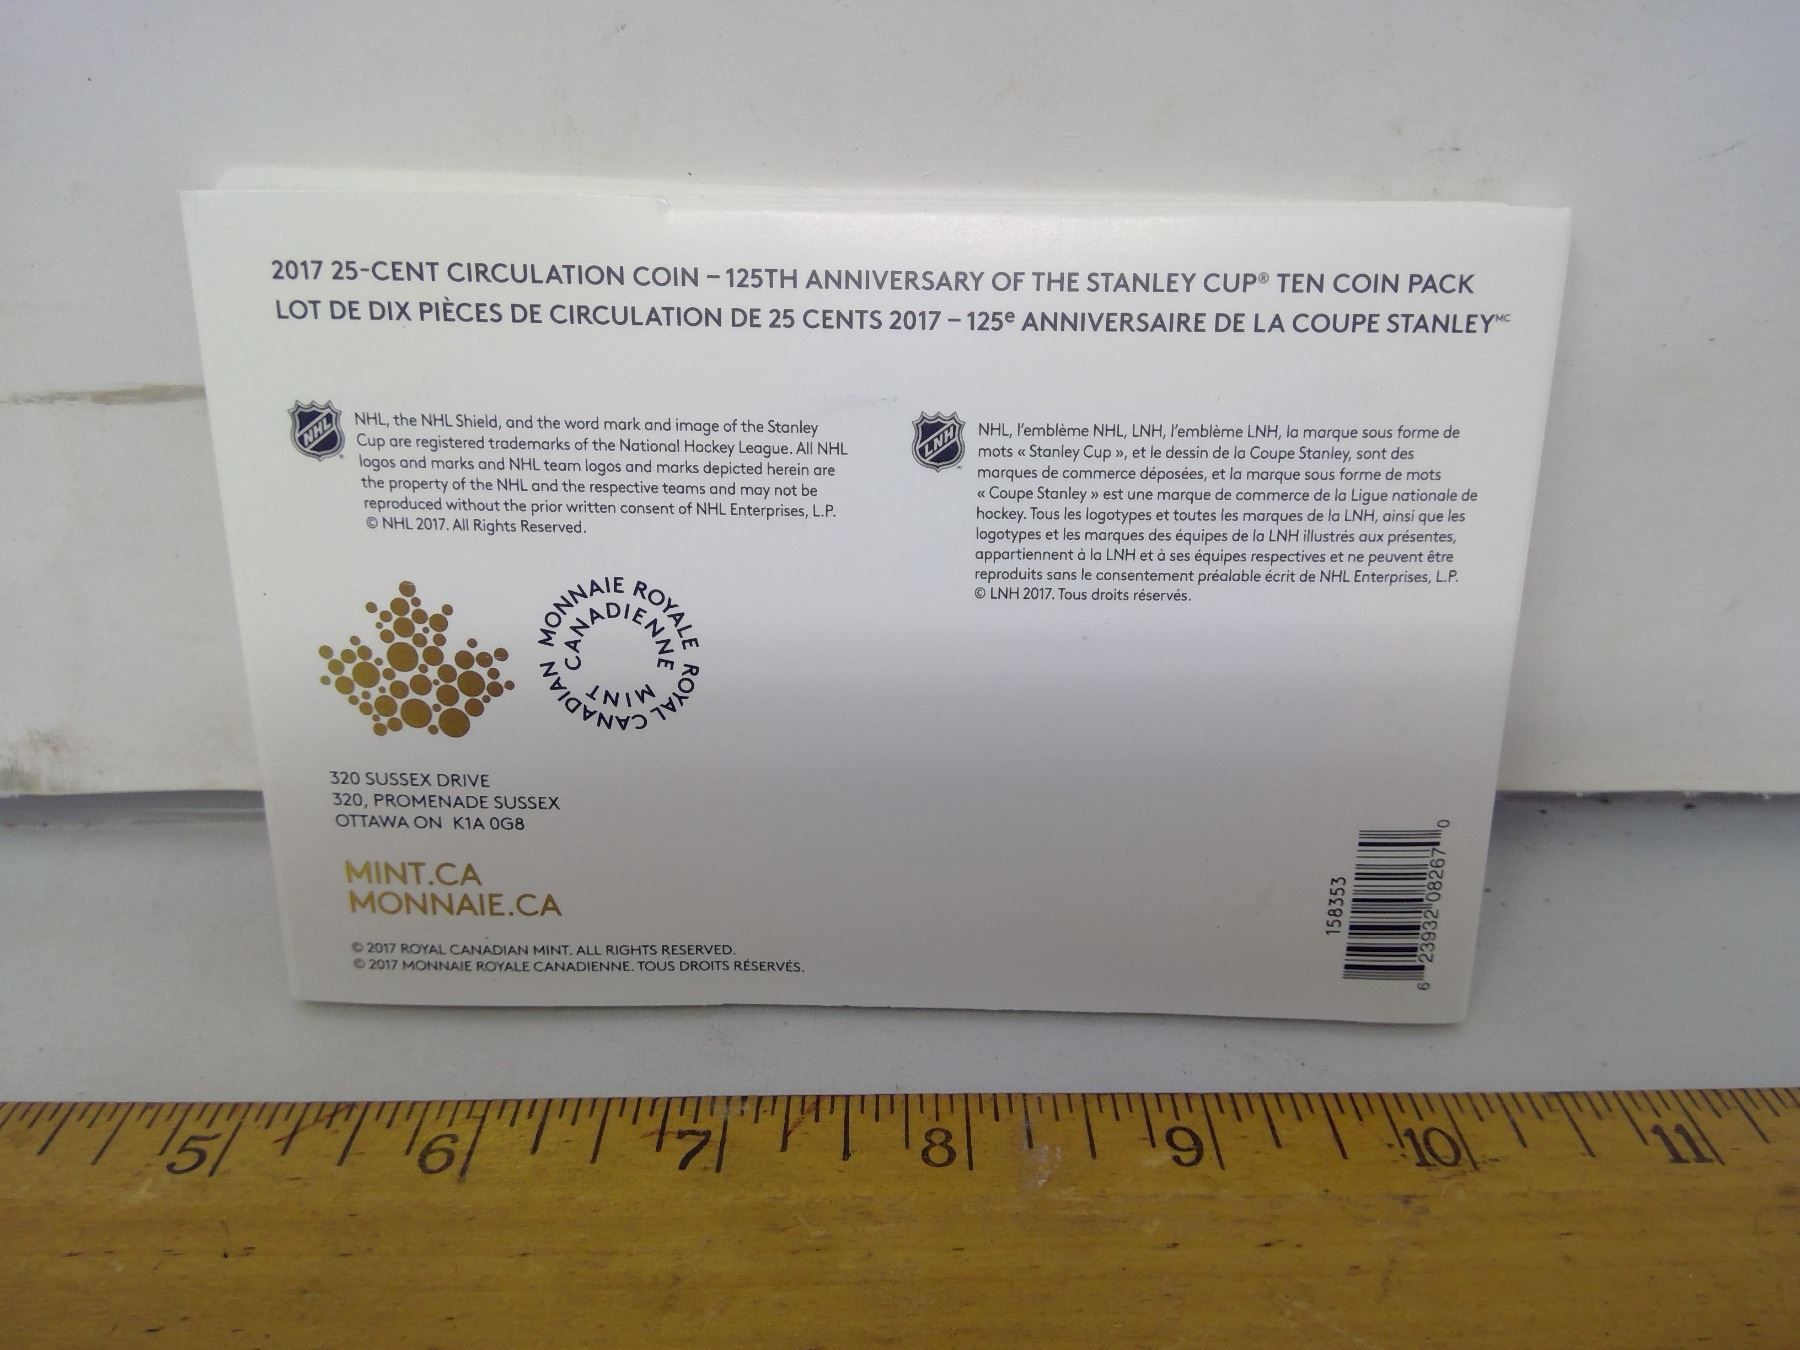 2017 25-CENT CIRCULATION COIN – 125TH ANNIVERSARY OF THE STANLEY CUP® TEN COIN PACK
LOT DE DIX PIÈCES DE CIRCULATION DE 25 CENTS 2017 – 125e ANNIVERSAIRE DE LA COUPE STANLEYMC
NHL
NHL, the NHL Shield, and the word mark and image of the Stanley
Cup are registered trademarks of the National Hockey League. All NHL
logos and marks and NHL team logos and marks depicted herein are
the property of the NHL and the respective teams and may not be
reproduced without the prior written consent of NHL Enterprises, L.P.
© NHL 2017. All Rights Reserved.
LNH
NHL, l'emblème NHL, LNH, l'emblème LNH, la marque sous forme de
mots « Stanley Cup », et le dessin de la Coupe Stanley, sont des
marques de commerce déposées, et la marque sous forme de mots
« Coupe Stanley » est une marque de commerce de la Ligue nationale de
hockey. Tous les logotypes et toutes les marques de la LNH, ainsi que les
logotypes et les marques des équipes de la LNH illustrés aux présentes,
appartiennent à la LNH et à ses équipes respectives et ne peuvent être
reproduits sans le consentement préalable écrit de NHL Enterprises, L.P.
© LNH 2017. Tous droits réservés.
MONNAIE ROYALE
CANADIENNE
ROYAL CANADIAN
MINT
320 SUSSEX DRIVE
320, PROMENADE SUSSEX
OTTAWA ON K1A 0G8
MINT.CA
MONNAIE.CA
© 2017 ROYAL CANADIAN MINT. ALL RIGHTS RESERVED.
© 2017 MONNAIE ROYALE CANADIENNE. TOUS DROITS RÉSERVÉS.
158353
6 23932 08267 0
5 6 7 8 9 10 11